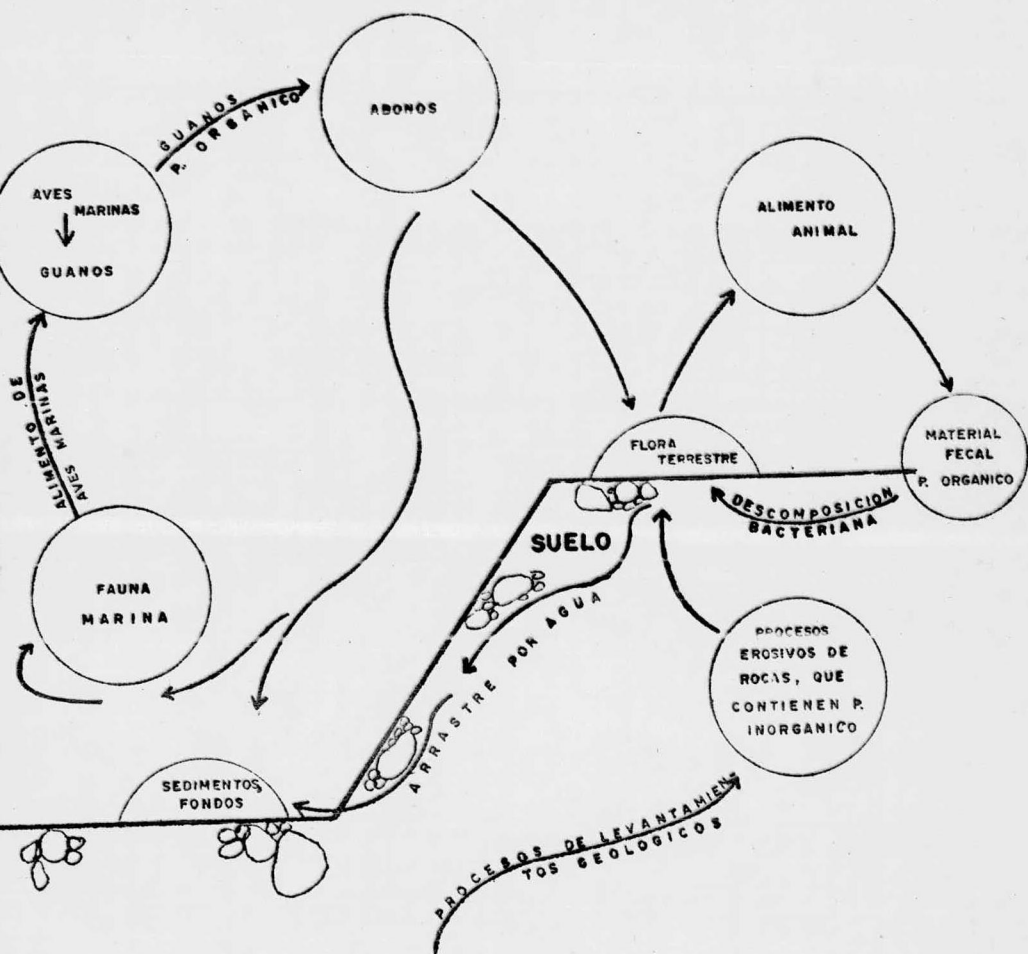 GUANOS
P. ORGANICO
ABONOS
AVES
MARINAS
GUANOS
ALIMENTO
ANIMAL
ALIMENTO DE
AVES MARINAS
FLORA
TERRESTRE
MATERIAL
FECAL
P. ORGANICO
DESCOMPOSICION
BACTERIANA
SUELO
FAUNA
MARINA
ARRASTRE POR AGUA
PROCESOS
EROSIVOS DE
ROCAS, QUE
CONTIENEN P.
INORGANICO
SEDIMENTOS,
FONDOS
PROCESOS DE LEVANTAMIEN-
TOS GEOLOGICOS